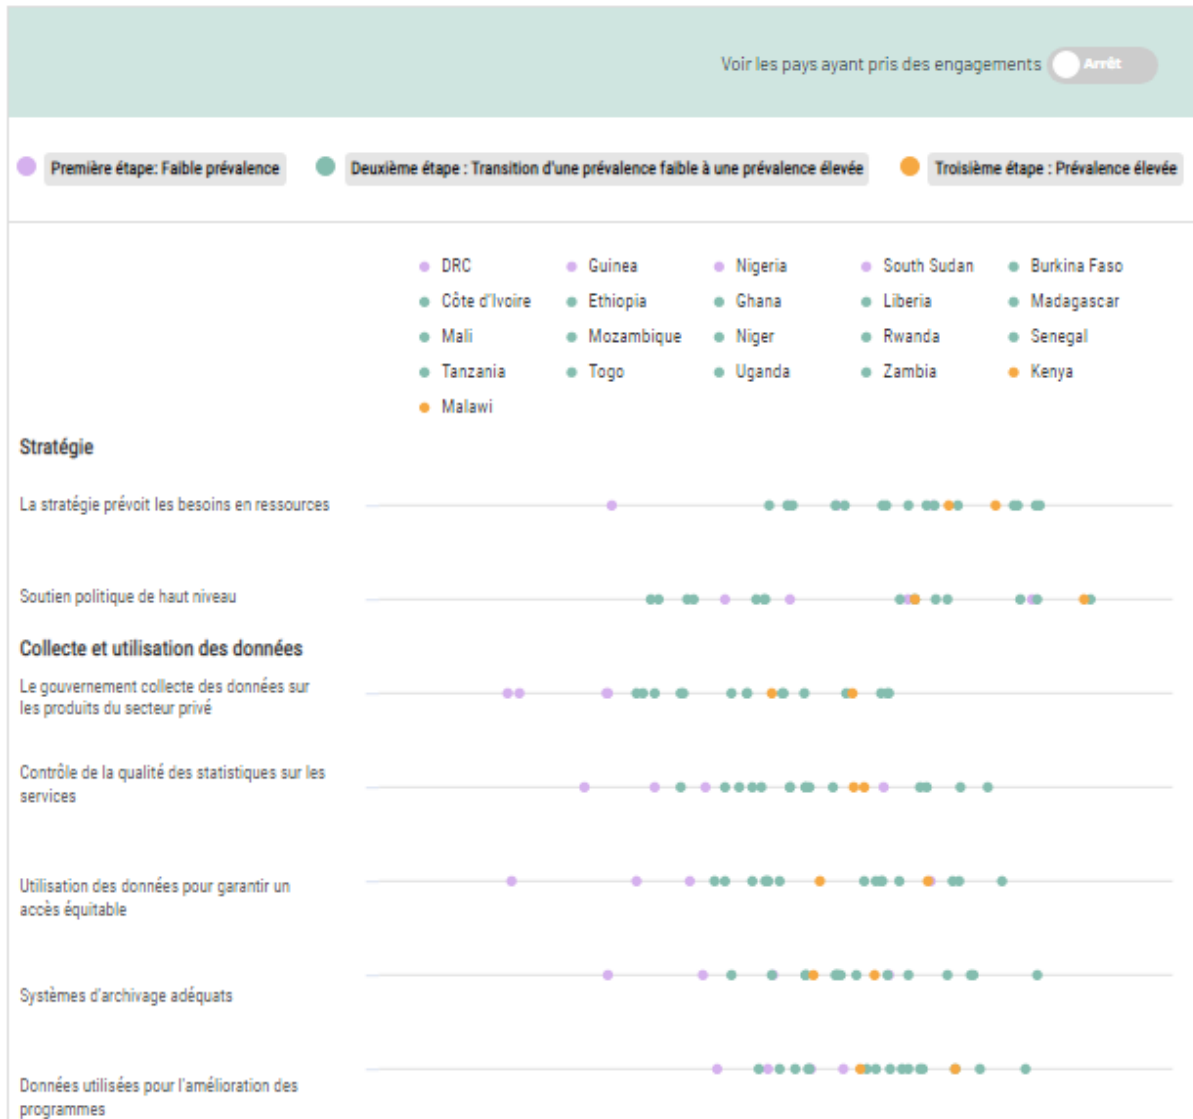 Voir les pays ayant pris des engagements Arrêt
Première étape: Faible prévalence Deuxième étape : Transition d'une prévalence faible à une prévalence élevée Troisième étape : Prévalence élevée
DRC Guinea Nigeria South Sudan Burkina Faso
Côte d'Ivoire Ethiopia Ghana Liberia Madagascar
Mali Mozambique Niger Rwanda Senegal
Tanzania Togo Uganda Zambia Kenya
Malawi
Stratégie
La stratégie prévoit les besoins en ressources
Soutien politique de haut niveau
Collecte et utilisation des données
Le gouvernement collecte des données sur
les produits du secteur privé
Contrôle de la qualité des statistiques sur les
services
Utilisation des données pour garantir un
accès équitable
Systèmes d'archivage adéquats
Données utilisées pour l'amélioration des
programmes